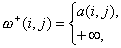 ω⁺(i, j) = { a(i, j),
+∞,